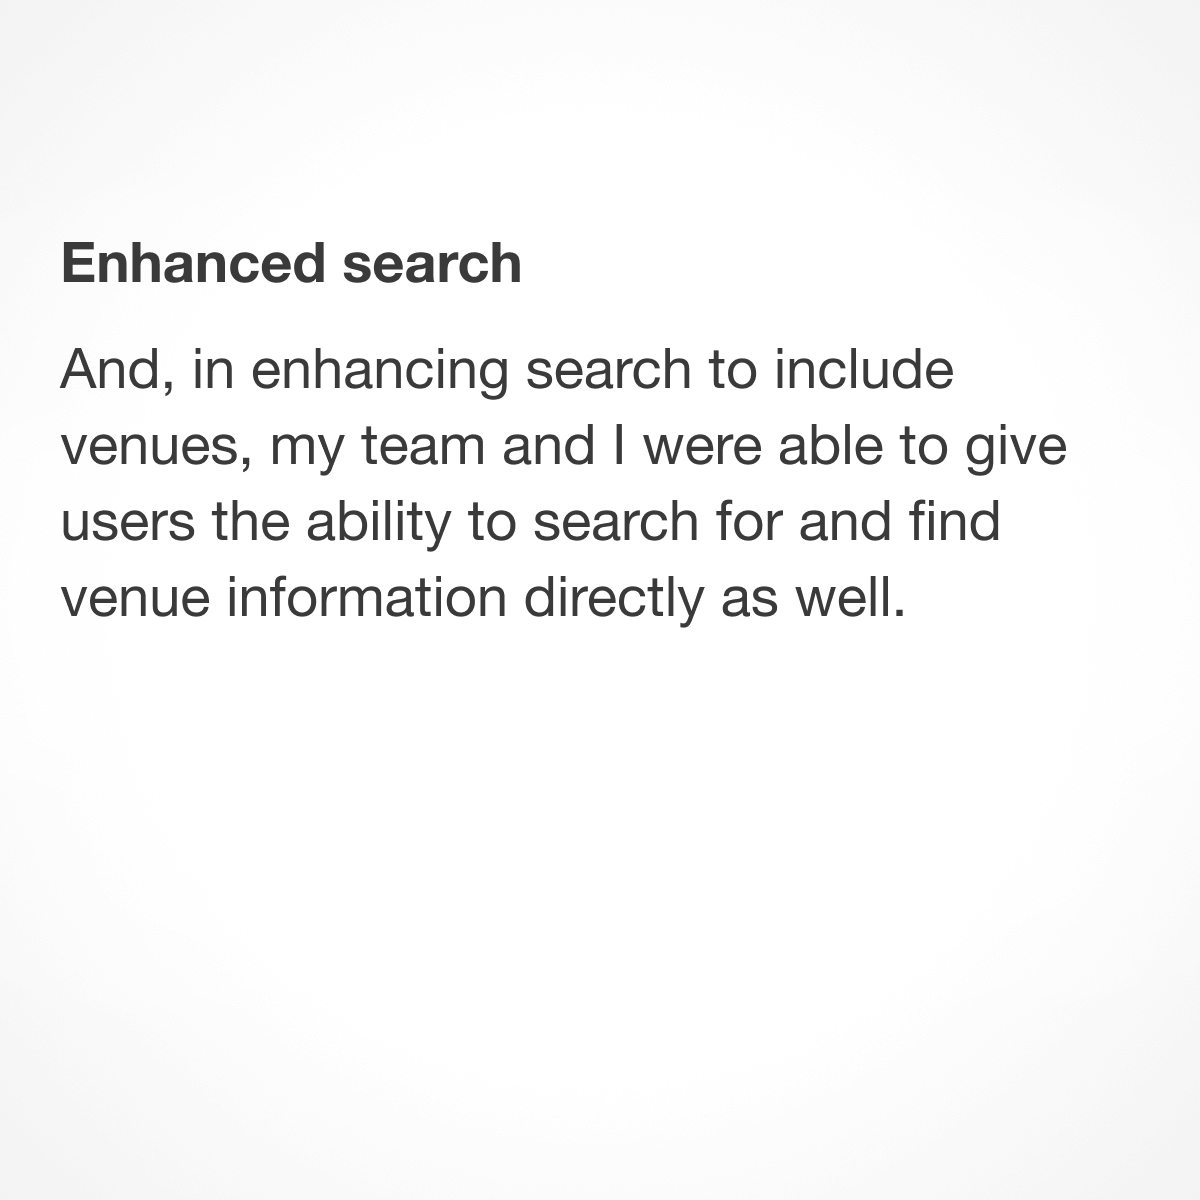 Enhanced search
And, in enhancing search to include
venues, my team and I were able to give
users the ability to search for and find
venue information directly as well.